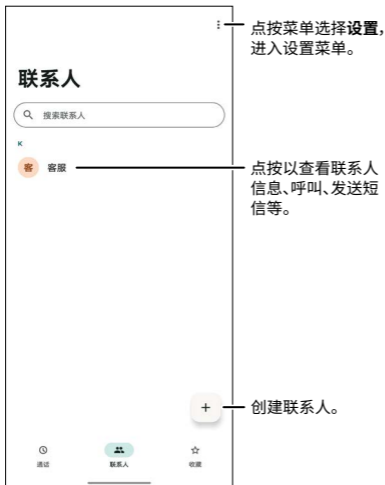 点按菜单选择设置，
进入设置菜单。
联系人
搜索联系人
K
客 客服
点按以查看联系人
信息、呼叫、发送短
信等。
+
创建联系人。
通话 联系人 收藏